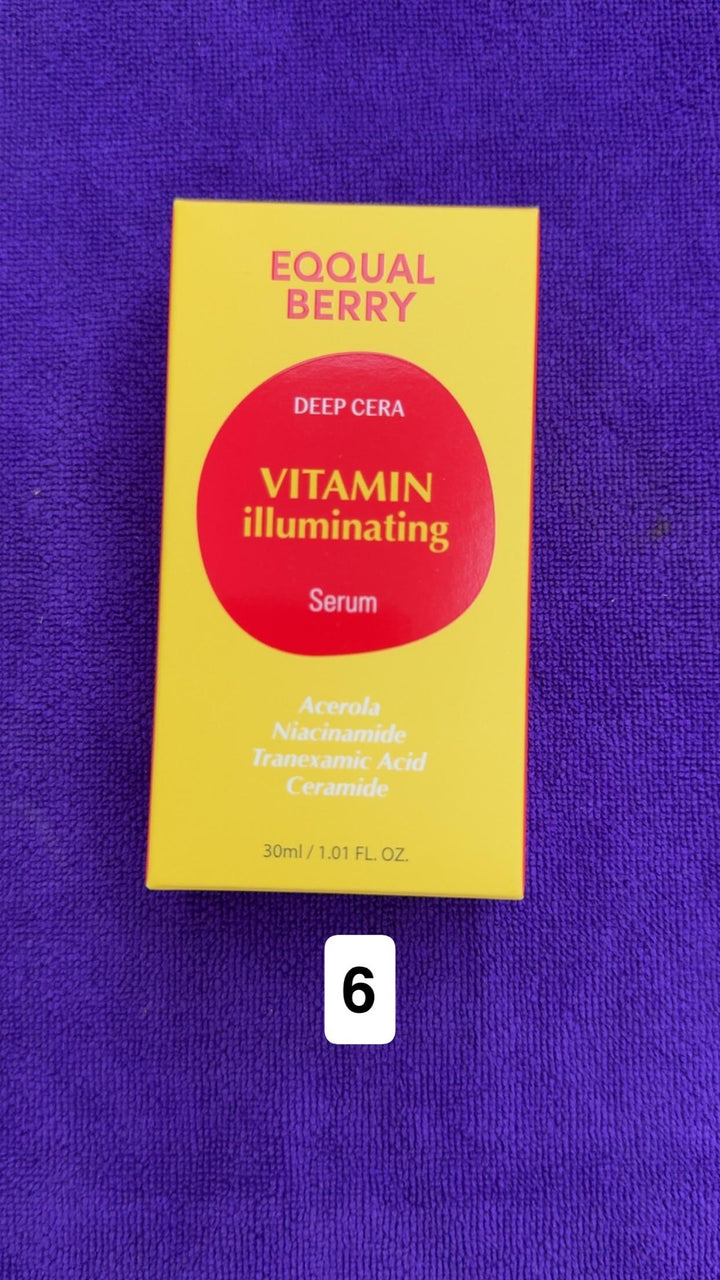 EQQUAL
BERRY
DEEP CERA
VITAMIN
illuminating
Serum
Acerola
Niacinamide
Tranexamic Acid
Ceramide
30ml / 1.01 FL. OZ.
6